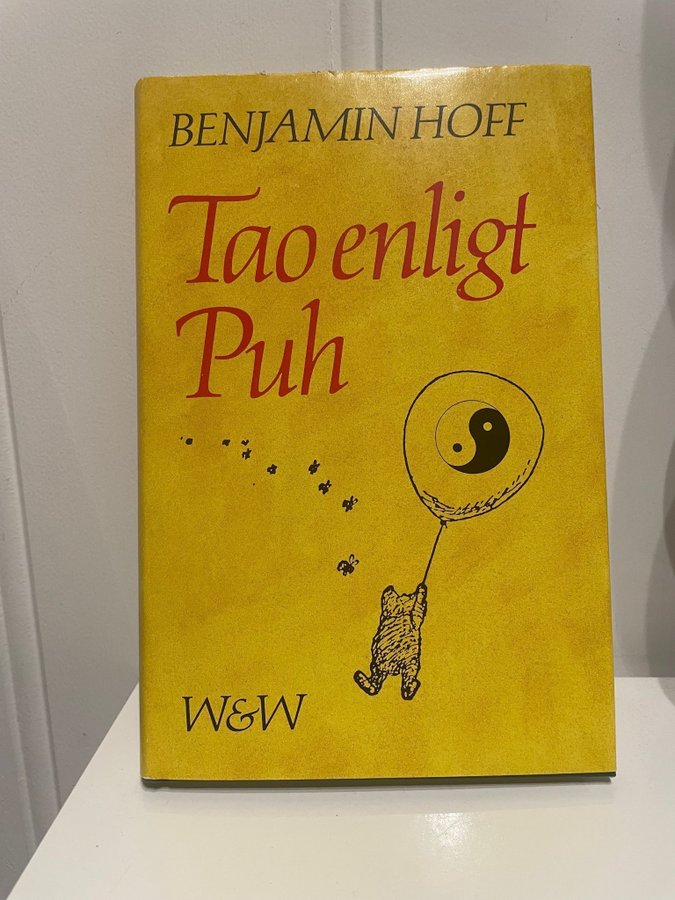 BENJAMIN HOFF
Tao enligt
Puh
W&W